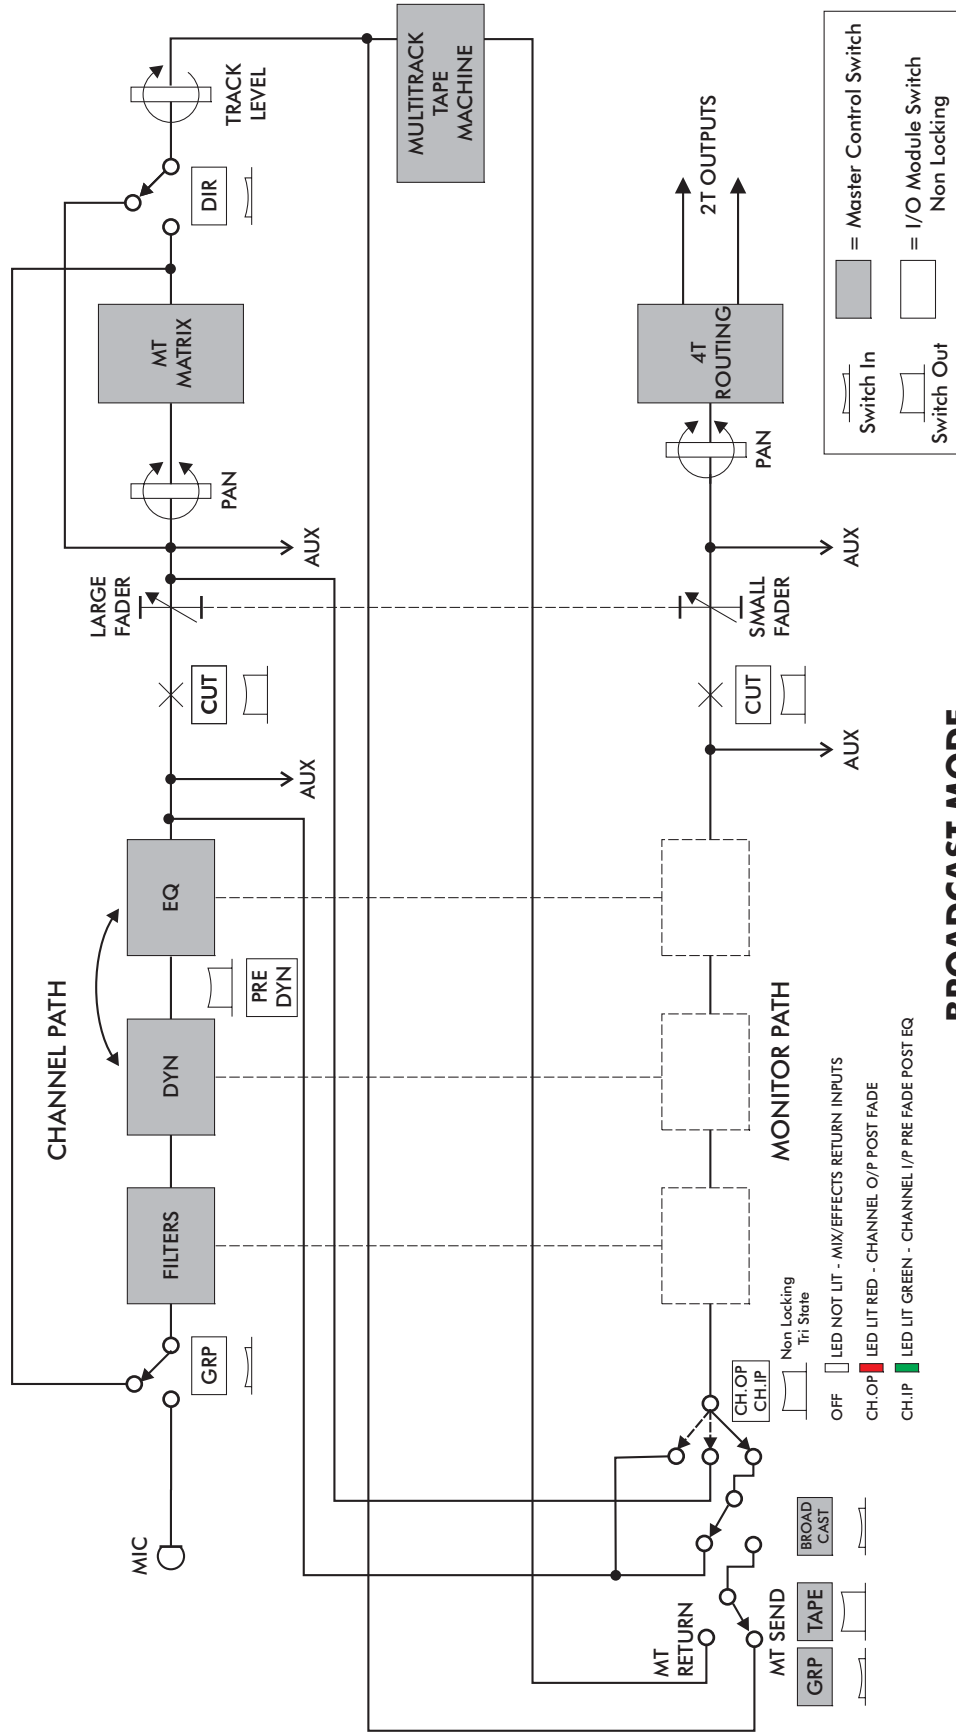 CHANNEL PATH
MIC
GRP
FILTERS
DYN
PRE
DYN
EQ
AUX
CUT
LARGE
FADER
AUX
PAN
MT
MATRIX
DIR
TRACK
LEVEL
MULTITRACK
TAPE
MACHINE
MT
RETURN
MT SEND
GRP
TAPE
BROAD
CAST
CH.OP
CH.IP
Non Locking
Tri State
OFF LED NOT LIT - MIX/EFFECTS RETURN INPUTS
CH.OP LED LIT RED - CHANNEL O/P POST FADE
CH.IP LED LIT GREEN - CHANNEL I/P PRE FADE POST EQ
MONITOR PATH
AUX
CUT
SMALL
FADER
AUX
PAN
4T
ROUTING
2T OUTPUTS
Switch In
= Master Control Switch
Switch Out
= I/O Module Switch
Non Locking
BROADCAST MODE